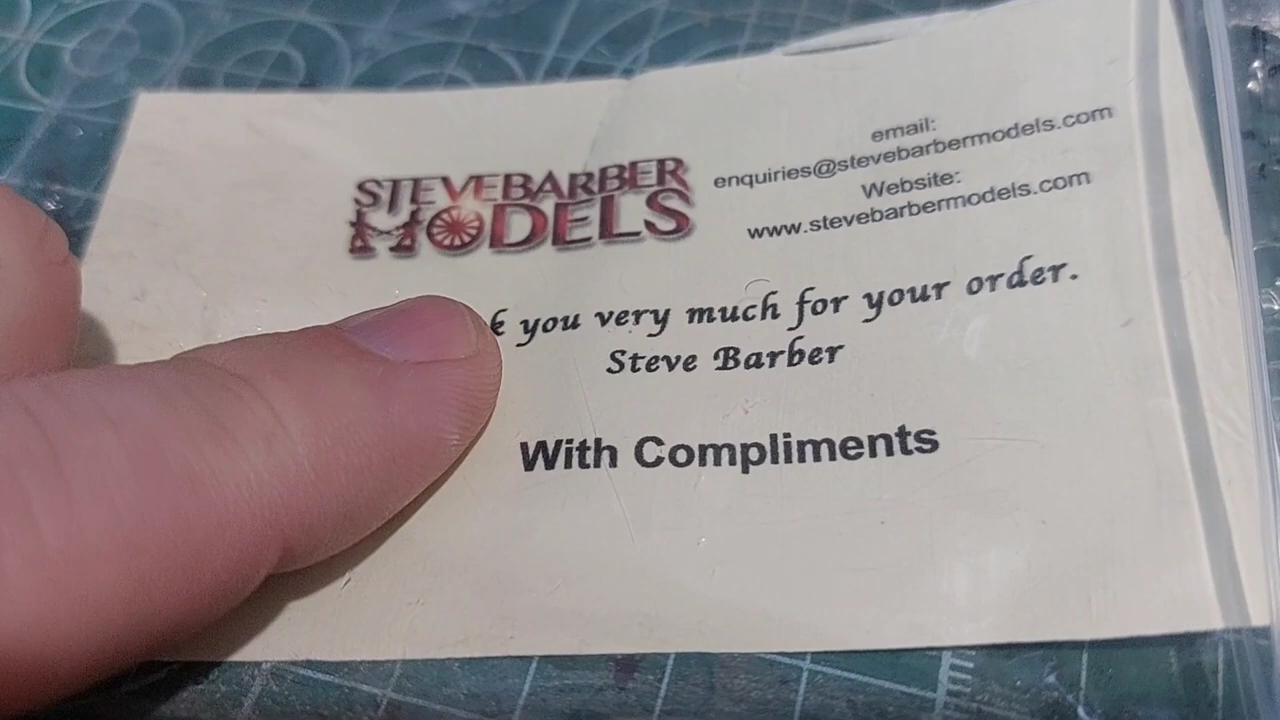 STEVEBARBER
MODELS
email:
enquiries@stevebarbermodels.com
Website:
www.stevebarbermodels.com
k you very much for your order.
Steve Barber
With Compliments